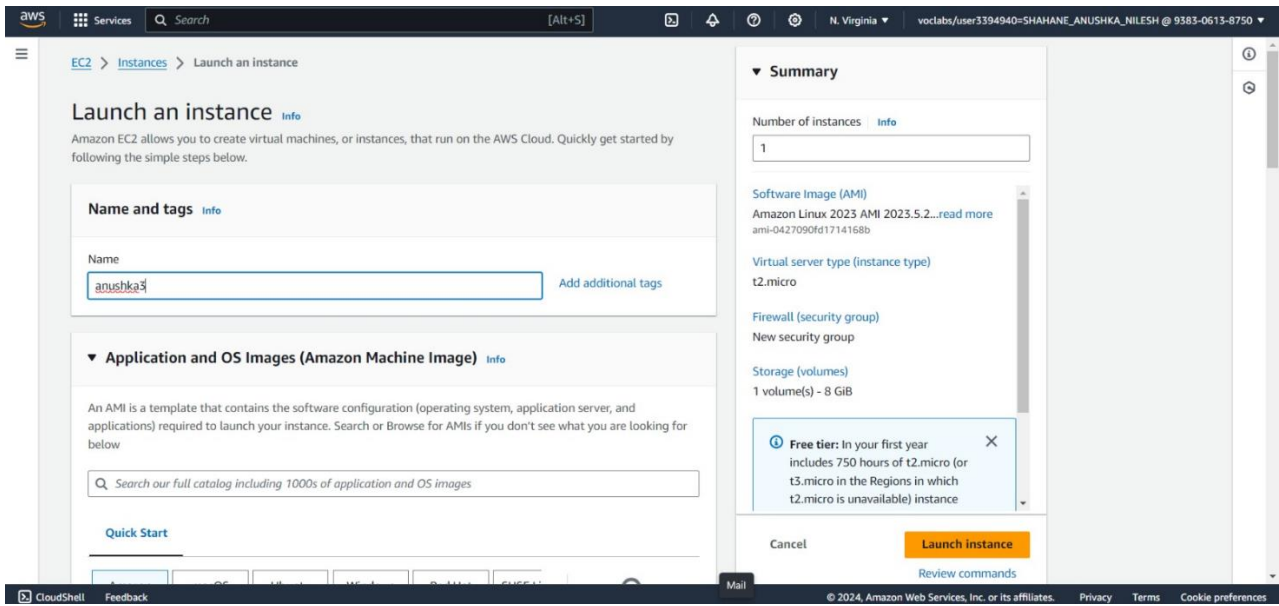 aws
Services
Search
[Alt+S]
N. Virginia ▼
voclabs/user3394940=SHAHANE_ANUSHKA_NILESH @ 9383-0613-8750 ▼
EC2 > Instances > Launch an instance
Launch an instance Info
Amazon EC2 allows you to create virtual machines, or instances, that run on the AWS Cloud. Quickly get started by
following the simple steps below.
Name and tags Info
Name
anushka3
Add additional tags
▼ Application and OS Images (Amazon Machine Image) Info
An AMI is a template that contains the software configuration (operating system, application server, and
applications) required to launch your instance. Search or Browse for AMIs if you don't see what you are looking for
below
Search our full catalog including 1000s of application and OS images
Quick Start
▼ Summary
Number of instances Info
1
Software Image (AMI)
Amazon Linux 2023 AMI 2023.5.2...read more
ami-0427090fd1714168b
Virtual server type (instance type)
t2.micro
Firewall (security group)
New security group
Storage (volumes)
1 volume(s) - 8 GiB
Free tier: In your first year
includes 750 hours of t2.micro (or
t3.micro in the Regions in which
t2.micro is unavailable) instance
Cancel
Launch instance
Review commands
Mail
CloudShell
Feedback
© 2024, Amazon Web Services, Inc. or its affiliates.
Privacy
Terms
Cookie preferences